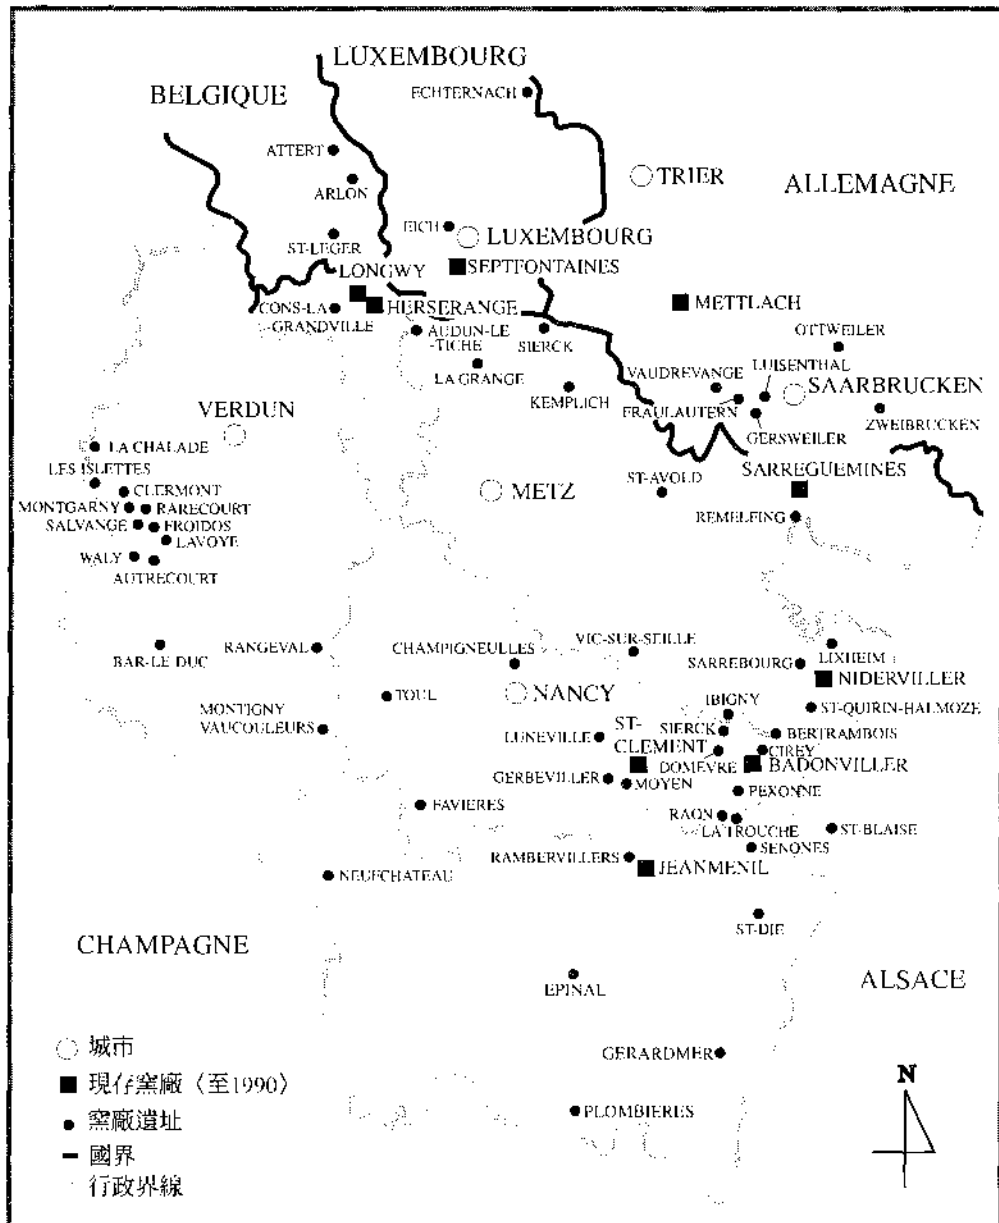 LUXEMBOURG
BELGIQUE
ECHTERNACH
ATTERT
ARLON
TRIER
ALLEMAGNE
EICH
ST-LEGER
LUXEMBOURG
LONGWY
SEPTFONTAINES
CONS-LA
-GRANDVILLE
HERSERANGE
METTLACH
AUDUN-LE
-TICHE
SIERCK
OTTWEILER
LA GRANGE
KEMPLICH
VAUDREVANGE
LUISENTHAL
SAARBRUCKEN
FRAULAUTERN
GERSWEILER
ZWEIBRUCKEN
VERDUN
LA CHALADE
LES ISLETTES
CLERMONT
MONTGARNY
RARECOURT
SALVANGE
FROIDOS
LAVOYE
WALY
AUTRECOURT
METZ
ST-AVOLD
SARREGUEMINES
REMELFING
BAR-LE DUC
RANGEVAL
CHAMPIGNEULLES
VIC-SUR-SEILLE
SARREBOURG
LIXHEIM
NIDERVILLER
TOUL
NANCY
MONTIGNY
VAUCOULEURS
IBIGNY
ST-QUIRIN-HALMOZE
LUNEVILLE
ST-
CLEMENT
SIERCK
BERTRAMBOIS
CIREY
DOMEVRE
BADONVILLER
GERBEVILLER
MOYEN
PEXONNE
FAVIERES
RAON
LA TROUCHE
ST-BLAISE
SENONES
RAMBERVILLERS
JEANMENIL
NEUFCHATEAU
ST-DIE
CHAMPAGNE
EPINAL
ALSACE
GERARDMER
PLOMBIERES
城市
現存窯廠〈至1990〉
窯廠遺址
國界
行政界線
N